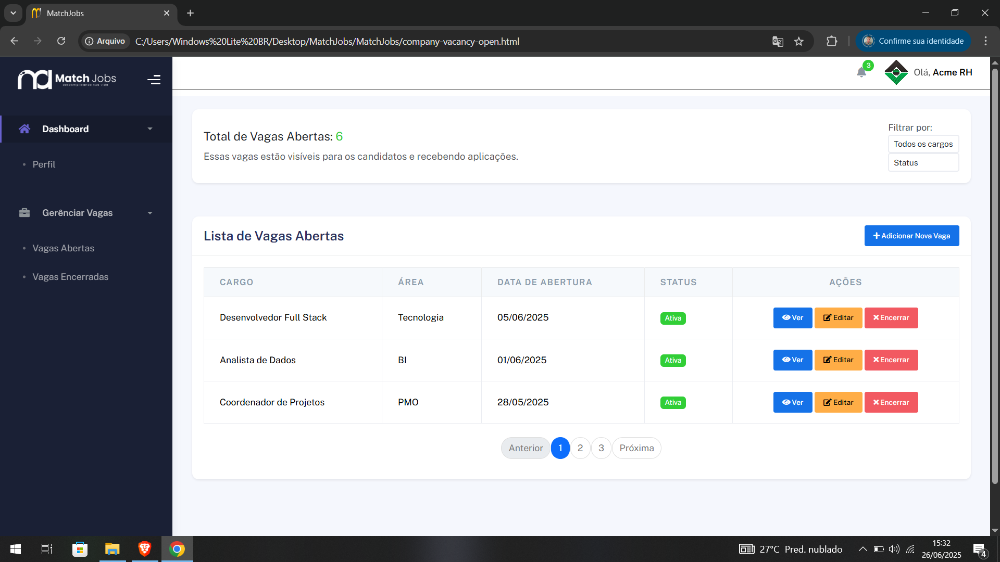 MatchJobs
Arquivo
C:/Users/Windows%20Lite%20BR/Desktop/MatchJobs/MatchJobs/company-vacancy-open.html
Confirme sua identidade
Match Jobs
descomplicando sua vida
3
Olá, Acme RH
Dashboard
Perfil
Gerênciar Vagas
Vagas Abertas
Vagas Encerradas
Total de Vagas Abertas: 6
Essas vagas estão visíveis para os candidatos e recebendo aplicações.
Filtrar por:
Todos os cargos
Status
Lista de Vagas Abertas
Adicionar Nova Vaga
CARGO ÁREA DATA DE ABERTURA STATUS AÇÕES
Desenvolvedor Full Stack Tecnologia 05/06/2025 Ativa Ver Editar Encerrar
Analista de Dados BI 01/06/2025 Ativa Ver Editar Encerrar
Coordenador de Projetos PMO 28/05/2025 Ativa Ver Editar Encerrar
Anterior 1 2 3 Próxima
27°C Pred. nublado
15:32
26/06/2025
4